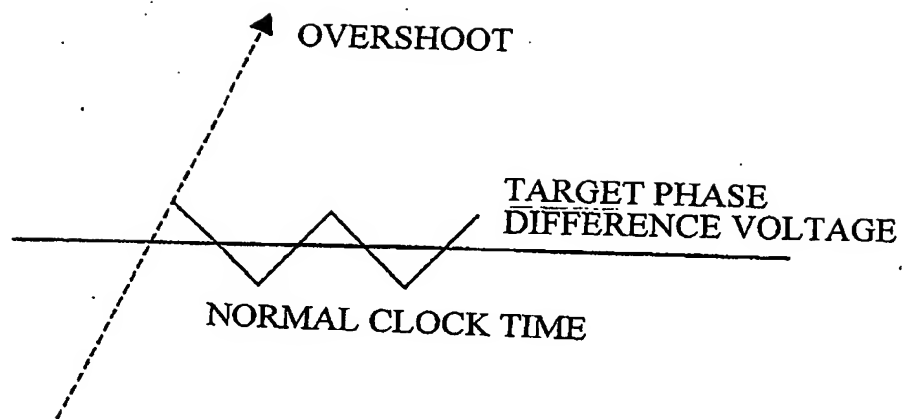 OVERSHOOT
TARGET PHASE
DIFFERENCE VOLTAGE
NORMAL CLOCK TIME